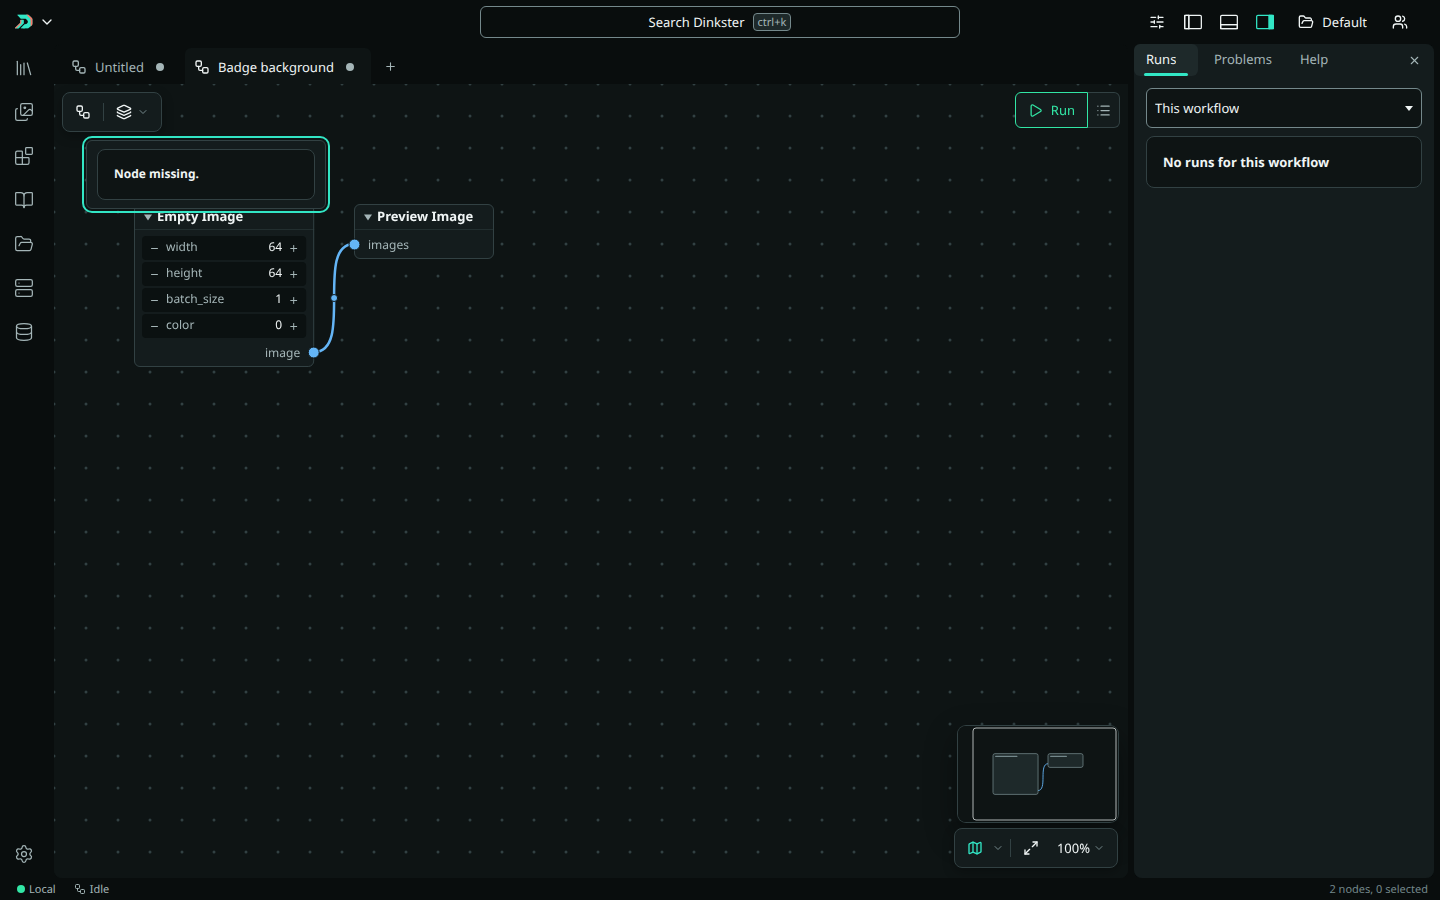 Search Dinkster ctrl+k
Default
Untitled
Badge background
Runs
Problems
Help
Run
This workflow
No runs for this workflow
Node missing.
Empty Image
width 64
height 64
batch_size 1
color 0
image
Preview Image
images
100%
Local
Idle
2 nodes, 0 selected